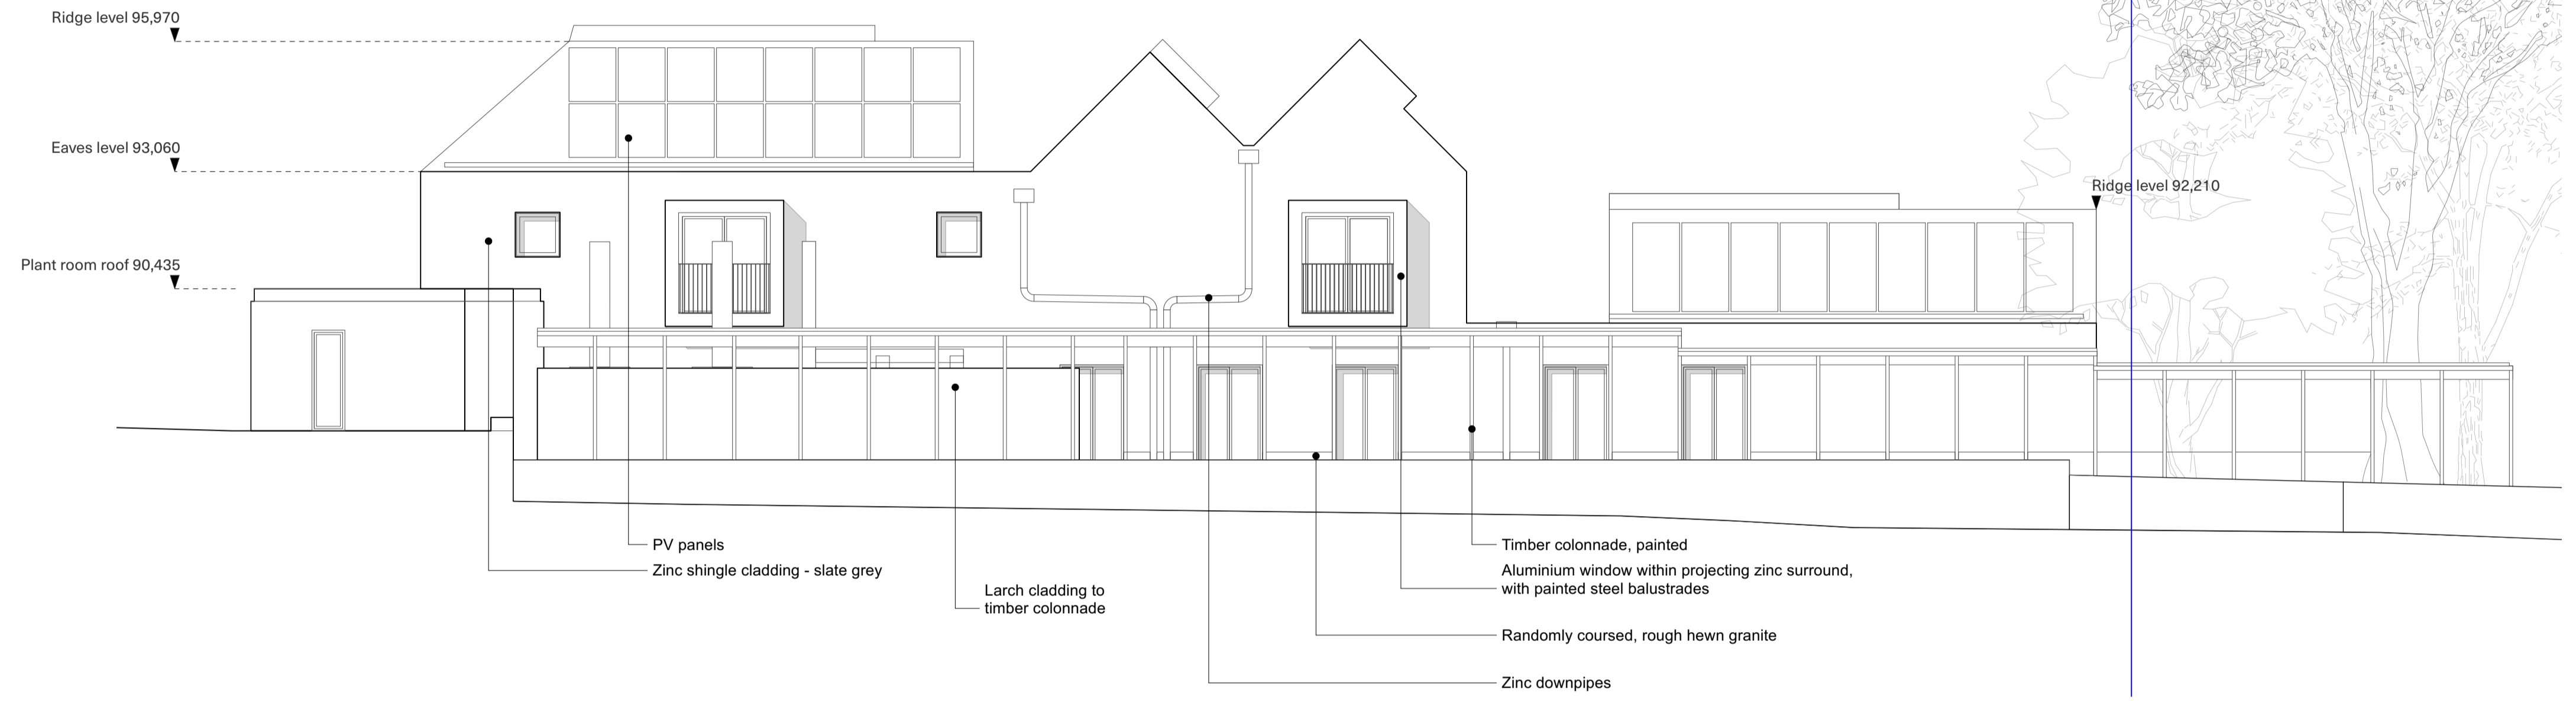 Ridge level 95,970
Eaves level 93,060
Ridge level 92,210
Plant room roof 90,435
PV panels
Zinc shingle cladding - slate grey
Larch cladding to
timber colonnade
Timber colonnade, painted
Aluminium window within projecting zinc surround,
with painted steel balustrades
Randomly coursed, rough hewn granite
Zinc downpipes